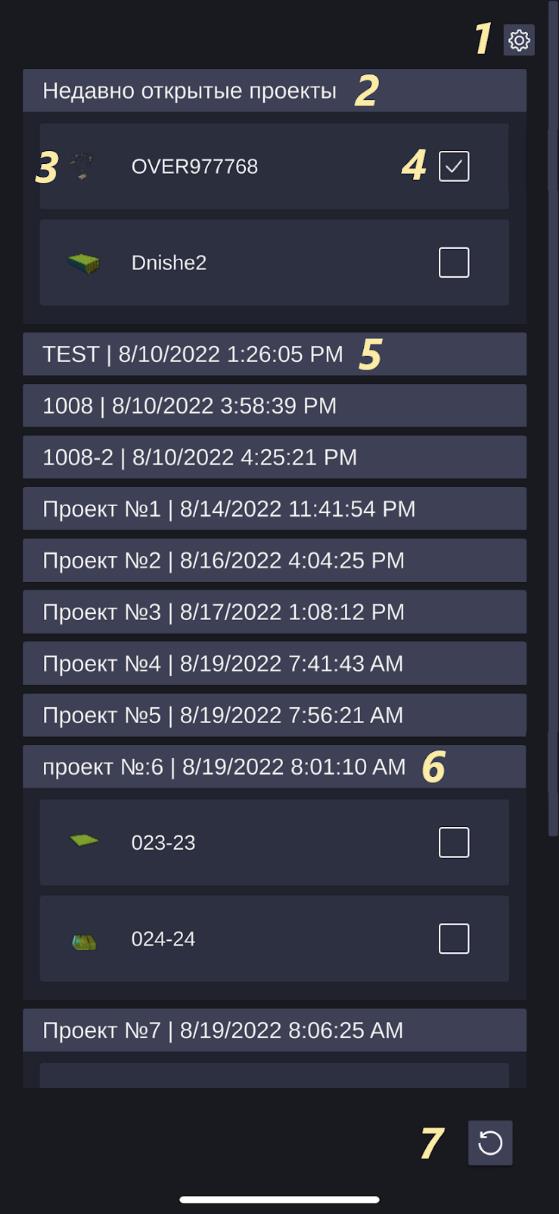 1
Недавно открытые проекты 2
3 OVER977768 4
Dnishe2
TEST | 8/10/2022 1:26:05 PM 5
1008 | 8/10/2022 3:58:39 PM
1008-2 | 8/10/2022 4:25:21 PM
Проект №1 | 8/14/2022 11:41:54 PM
Проект №2 | 8/16/2022 4:04:25 PM
Проект №3 | 8/17/2022 1:08:12 PM
Проект №4 | 8/19/2022 7:41:43 AM
Проект №5 | 8/19/2022 7:56:21 AM
проект №:6 | 8/19/2022 8:01:10 AM 6
023-23
024-24
Проект №7 | 8/19/2022 8:06:25 AM
7